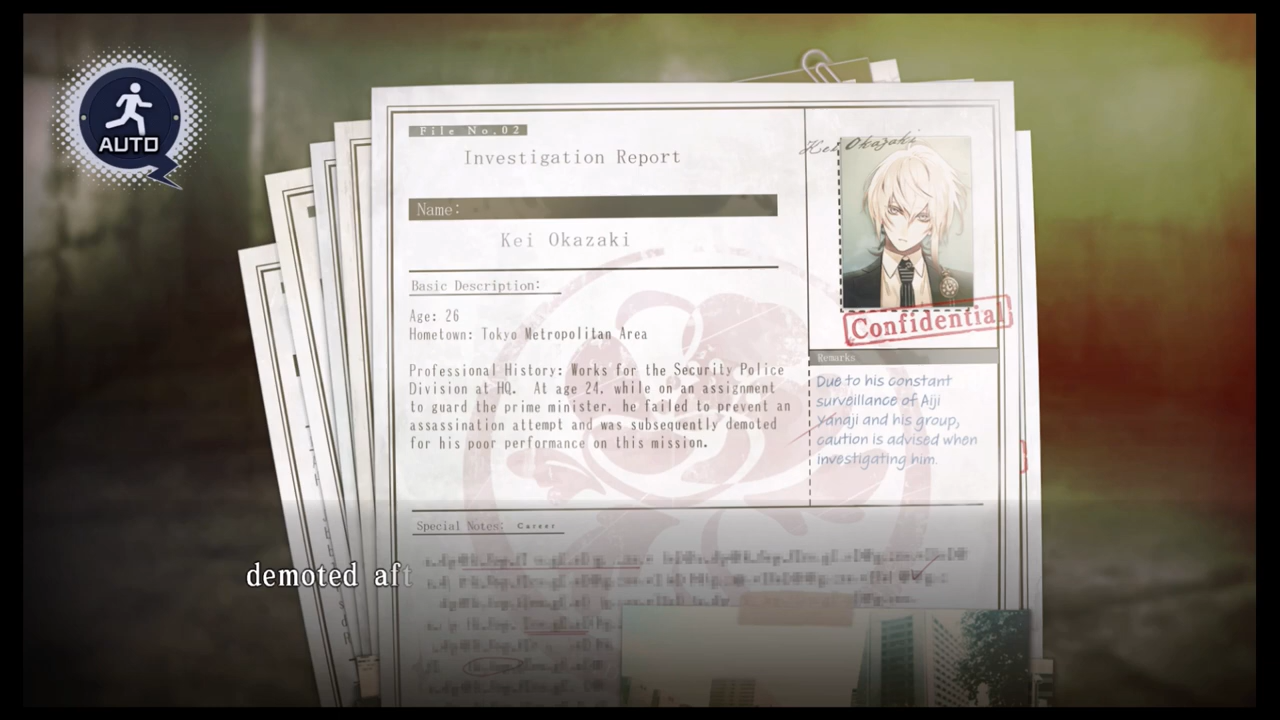 AUTO
File No.02
Investigation Report
Kei Okazaki
Name:
Kei Okazaki
Basic Description:
Age: 26
Hometown: Tokyo Metropolitan Area
Professional History: Works for the Security Police
Division at HQ. At age 24, while on an assignment
to guard the prime minister, he failed to prevent an
assassination attempt and was subsequently demoted
for his poor performance on this mission.
Confidential
Remarks
Due to his constant
surveillance of Aiji
Yanagi and his group,
caution is advised when
investigating him.
Special Notes: Career
demoted aft